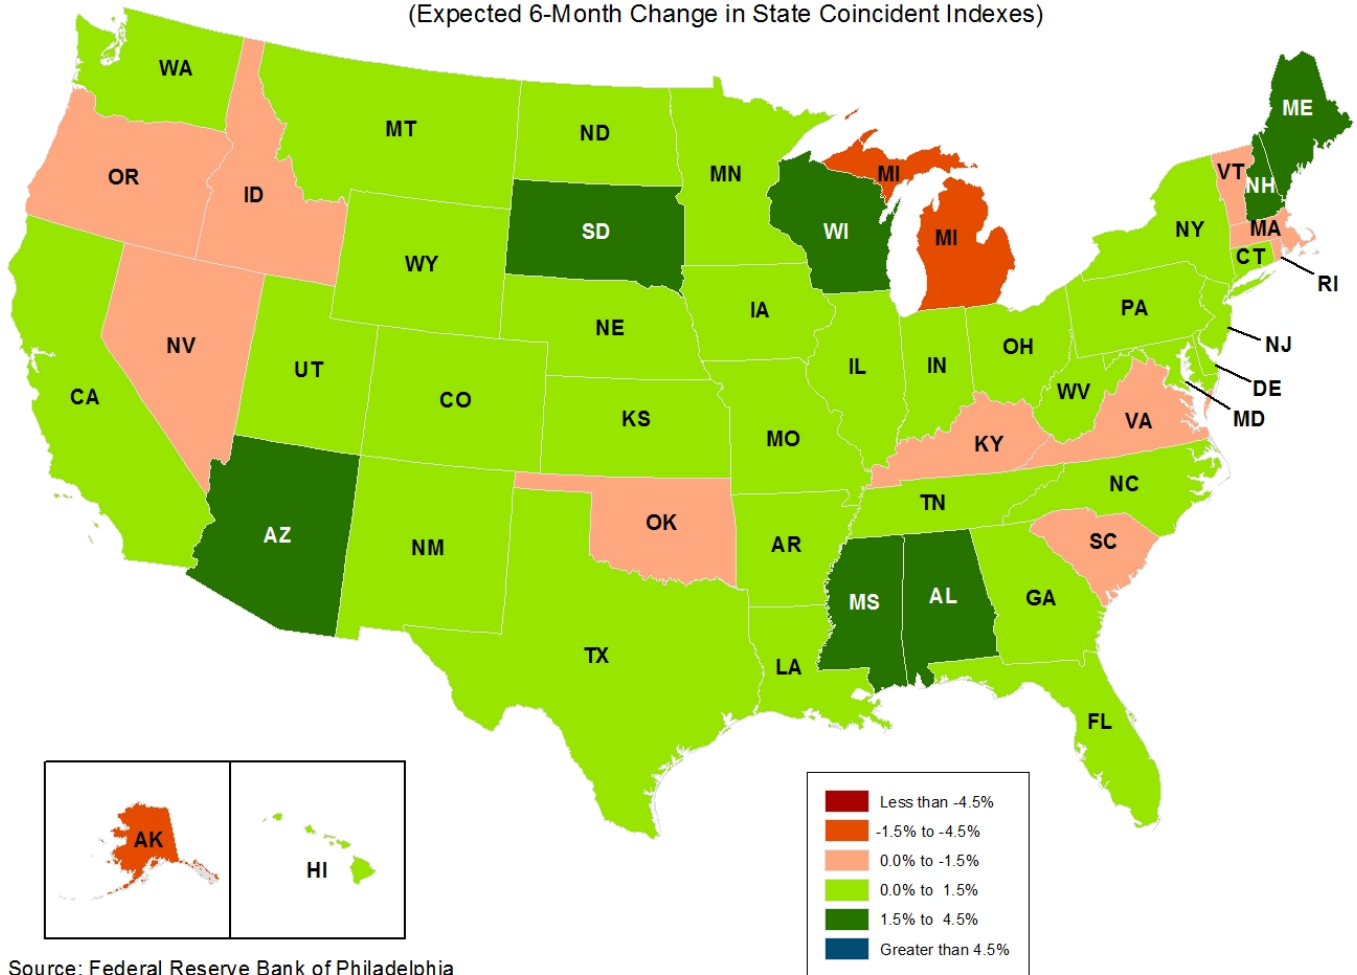 (Expected 6-Month Change in State Coincident Indexes)
WA
MT
ND
MN
MI
ME
OR
ID
SD
WI
MI
VT
NH
NY
MA
CT
RI
WY
IA
NE
PA
NV
UT
CO
IL
IN
OH
NJ
CA
KS
MO
WV
DE
MD
KY
VA
AZ
NM
OK
AR
TN
NC
SC
MS
AL
GA
TX
LA
FL
AK
HI
Less than -4.5%
-1.5% to -4.5%
0.0% to -1.5%
0.0% to 1.5%
1.5% to 4.5%
Greater than 4.5%
Source: Federal Reserve Bank of Philadelphia